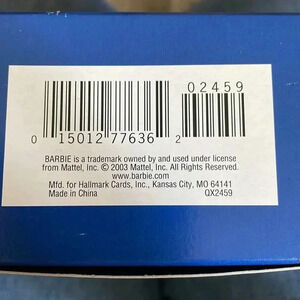 02459
0 15012 77636 2
BARBIE is a trademark owned by and used under license
from Mattel, Inc. © 2003 Mattel, Inc. All Rights Reserved.
www.barbie.com
Mfd. for Hallmark Cards, Inc., Kansas City, MO 64141
Made in China QX2459